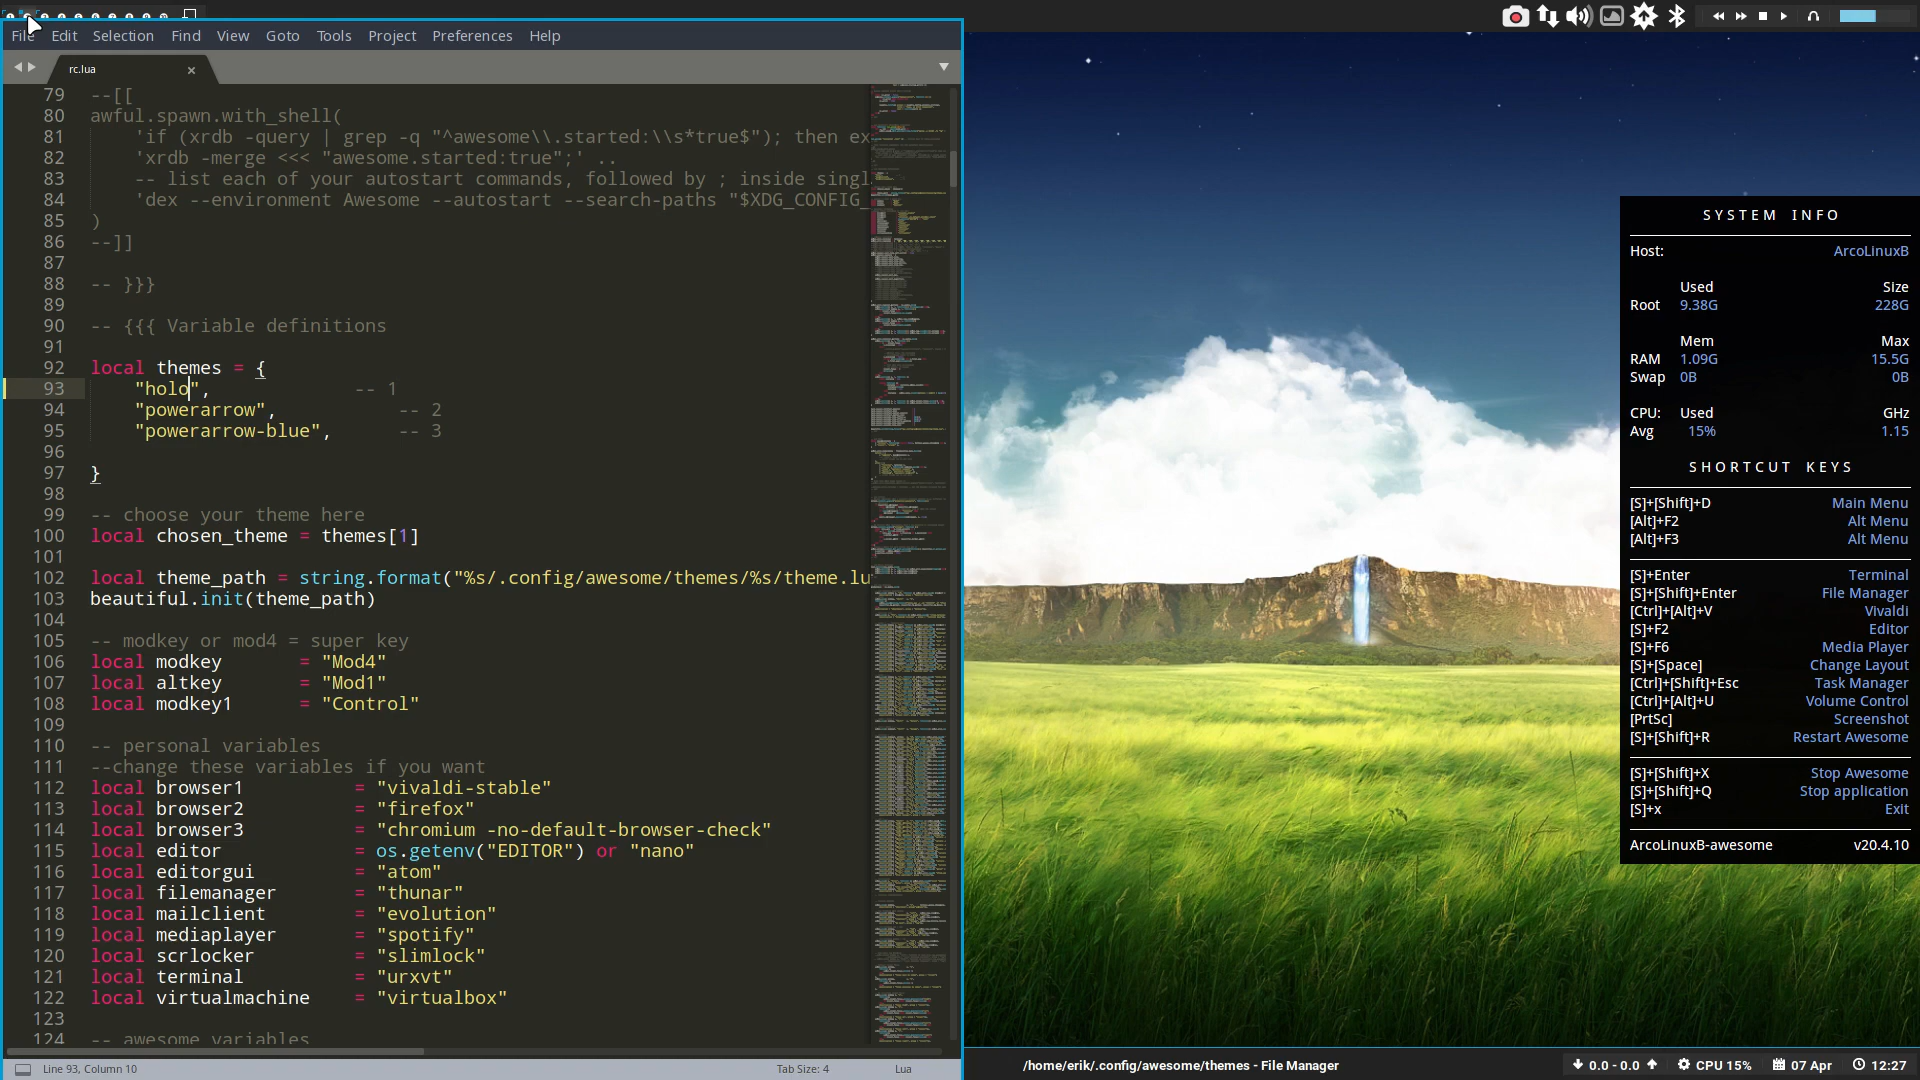 File Edit Selection Find View Goto Tools Project Preferences Help
rc.lua
79 --[[
80 awful.spawn.with_shell(
81 'if (xrdb -query | grep -q "^awesome\\.started:\\s*true$"); then ex
82 'xrdb -merge <<< "awesome.started:true";' ..
83 -- list each of your autostart commands, followed by ; inside singl
84 'dex --environment Awesome --autostart --search-paths "$XDG_CONFIG_
85 )
86 --]]
87
88 -- }}}
89
90 -- {{{ Variable definitions
91
92 local themes = {
93 "holo", -- 1
94 "powerarrow", -- 2
95 "powerarrow-blue", -- 3
96
97 }
98
99 -- choose your theme here
100 local chosen_theme = themes[1]
101
102 local theme_path = string.format("%s/.config/awesome/themes/%s/theme.lu
103 beautiful.init(theme_path)
104
105 -- modkey or mod4 = super key
106 local modkey = "Mod4"
107 local altkey = "Mod1"
108 local modkey1 = "Control"
109
110 -- personal variables
111 --change these variables if you want
112 local browser1 = "vivaldi-stable"
113 local browser2 = "firefox"
114 local browser3 = "chromium -no-default-browser-check"
115 local editor = os.getenv("EDITOR") or "nano"
116 local editorgui = "atom"
117 local filemanager = "thunar"
118 local mailclient = "evolution"
119 local mediaplayer = "spotify"
120 local scrlocker = "slimlock"
121 local terminal = "urxvt"
122 local virtualmachine = "virtualbox"
123
124 -- awesome variables
Line 93, Column 10 Tab Size: 4 Lua
SYSTEM INFO
Host: ArcoLinuxB
Used Size
Root 9.38G 228G
Mem Max
RAM 1.09G 15.5G
Swap 0B 0B
CPU: Used GHz
Avg 15% 1.15
SHORTCUT KEYS
[S]+[Shift]+D Main Menu
[Alt]+F2 Alt Menu
[Alt]+F3 Alt Menu
[S]+Enter Terminal
[S]+[Shift]+Enter File Manager
[Ctrl]+[Alt]+V Vivaldi
[S]+F2 Editor
[S]+F6 Media Player
[S]+[Space] Change Layout
[Ctrl]+[Shift]+Esc Task Manager
[Ctrl]+[Alt]+U Volume Control
[PrtSc] Screenshot
[S]+[Shift]+R Restart Awesome
[S]+[Shift]+X Stop Awesome
[S]+[Shift]+Q Stop application
[S]+x Exit
ArcoLinuxB-awesome v20.4.10
/home/erik/.config/awesome/themes - File Manager 0.0 - 0.0 CPU 15% 07 Apr 12:27